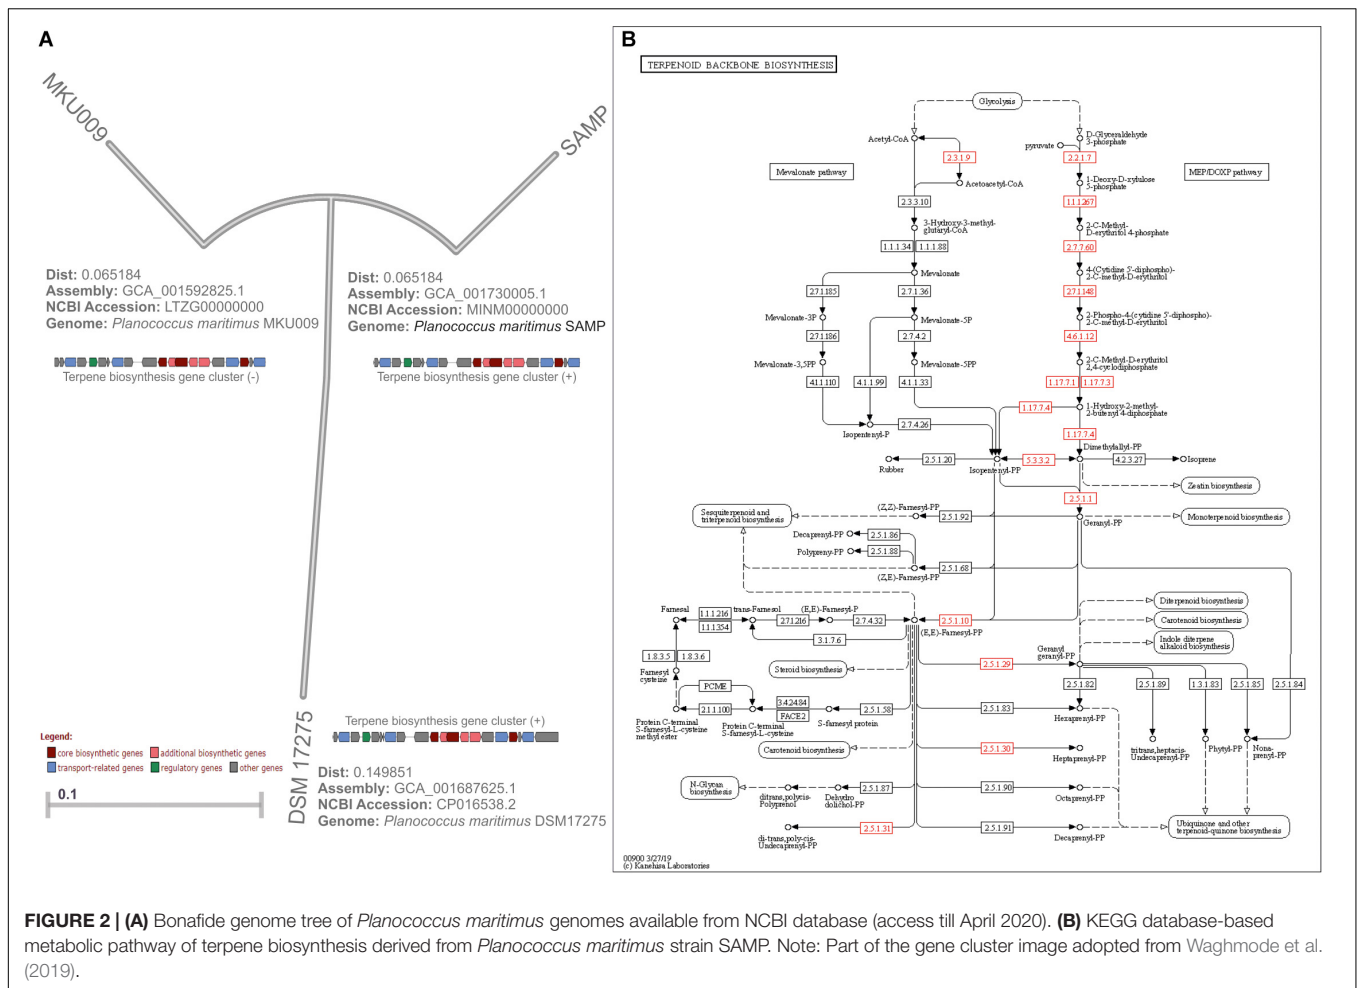 A
MKU009
SAMP
Dist: 0.065184
Assembly: GCA_001592825.1
NCBI Accession: LTZG00000000
Genome: Planococcus maritimus MKU009
Terpene biosynthesis gene cluster (-)
Dist: 0.065184
Assembly: GCA_001730005.1
NCBI Accession: MINM00000000
Genome: Planococcus maritimus SAMP
Terpene biosynthesis gene cluster (+)
DSM 17275
Terpene biosynthesis gene cluster (+)
Dist: 0.149851
Assembly: GCA_001687625.1
NCBI Accession: CP016538.2
Genome: Planococcus maritimus DSM17275
Legend:
core biosynthetic genes
additional biosynthetic genes
transport-related genes
regulatory genes
other genes
0.1
B
TERPENOID BACKBONE BIOSYNTHESIS
Glycolysis
Acetyl-CoA
D-Glyceraldehyde
3-phosphate
pyruvate
2.3.1.9
2.2.1.7
Mevalonate pathway
MEP/DOXP pathway
Acetoacetyl-CoA
1-Deoxy-D-xylulose
5-phosphate
2.3.3.10
1.1.1.267
3-Hydroxy-3-methyl-
glutaryl-CoA
2-C-Methyl-
D-erythritol 4-phosphate
1.1.1.34
1.1.1.88
2.7.7.60
Mevalonate
4-(Cytidine 5'-diphospho)-
2-C-methyl-D-erythritol
2.7.1.185
2.7.1.36
2.7.1.148
Mevalonate-3P
Mevalonate-5P
2-Phospho-4-(cytidine 5'-diphospho)-
2-C-methyl-D-erythritol
2.7.1.186
2.7.4.2
4.6.1.12
Mevalonate-3,5PP
Mevalonate-5PP
2-C-Methyl-D-erythritol
2,4-cyclodiphosphate
4.1.1.110
4.1.1.99
4.1.1.33
1.17.7.1
1.17.7.3
1.17.7.4
1-Hydroxy-2-methyl-
2-butenyl 4-diphosphate
Isopentenyl-P
2.7.4.26
1.17.7.4
Dimethylallyl-PP
Rubber
2.5.1.20
Isopentenyl-PP
5.3.3.2
4.2.3.27
Isoprene
Zeatin biosynthesis
2.5.1.1
Sesquiterpenoid and
triterpenoid biosynthesis
(Z,Z)-Farnesyl-PP
2.5.1.92
Geranyl-PP
Monoterpenoid biosynthesis
Decaprenyl-PP
2.5.1.86
Polyprenyl-PP
2.5.1.88
(Z,E)-Farnesyl-PP
2.5.1.68
Diterpenoid biosynthesis
Carotenoid biosynthesis
Indole diterpene
alkaloid biosynthesis
Farnesal
1.1.1.216
1.1.1.354
trans-Farnesol
2.7.1.216
(E,E)-Farnesyl-P
2.7.4.32
2.5.1.10
(E,E)-Farnesyl-PP
3.1.7.6
1.8.3.5
1.8.3.6
Farnesyl
cysteine
Steroid biosynthesis
2.5.1.29
Geranyl
geranyl-PP
PCME
2.1.1.100
3.4.24.84
FACE2
2.5.1.58
2.5.1.82
2.5.1.89
1.3.1.83
2.5.1.85
2.5.1.84
2.5.1.83
Hexaprenyl-PP
Protein C-terminal
S-farnesyl-L-cysteine
methyl ester
Protein C-terminal
S-farnesyl-L-cysteine
S-farnesyl protein
Carotenoid biosynthesis
2.5.1.30
Heptaprenyl-PP
tritrans,heptacis-
Undecaprenyl-PP
Phytyl-PP
Nona-
prenyl-PP
N-Glycan
biosynthesis
ditrans,polycis-
Polyprenol
Dehydro
dolichol-PP
2.5.1.87
2.5.1.90
Octaprenyl-PP
di-trans,poly-cis-
Undecaprenyl-PP
2.5.1.31
2.5.1.91
Decaprenyl-PP
Ubiquinone and other
terpenoid-quinone biosynthesis
00900 3/27/19
(c) Kanehisa Laboratories
FIGURE 2 | (A) Bonafide genome tree of Planococcus maritimus genomes available from NCBI database (access till April 2020). (B) KEGG database-based
metabolic pathway of terpene biosynthesis derived from Planococcus maritimus strain SAMP. Note: Part of the gene cluster image adopted from Waghmode et al.
(2019).